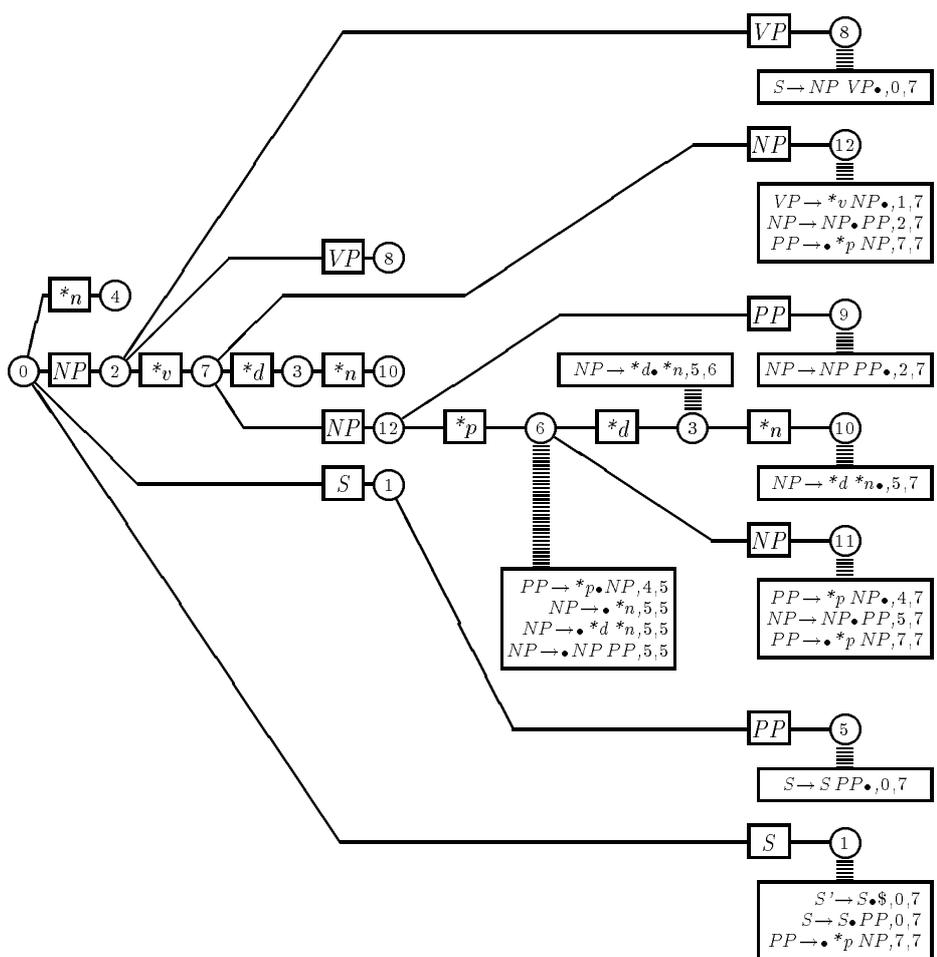 VP 8
S→NP VP•,0,7
NP 12
VP→*v NP•,1,7
NP→NP•PP,2,7
PP→•*p NP,7,7
VP 8
*n 4
PP 9
0 NP 2 *v 7 *d 3 *n 10
NP→*d•*n,5,6
NP→NP PP•,2,7
NP 12 *p 6 *d 3 *n 10
NP→*d *n•,5,7
S 1
NP 11
PP→*p•NP,4,5
NP→•*n,5,5
NP→•*d *n,5,5
NP→•NP PP,5,5
PP→*p NP•,4,7
NP→NP•PP,5,7
PP→•*p NP,7,7
PP 5
S→S PP•,0,7
S 1
S'→S•$,0,7
S→S•PP,0,7
PP→•*p NP,7,7